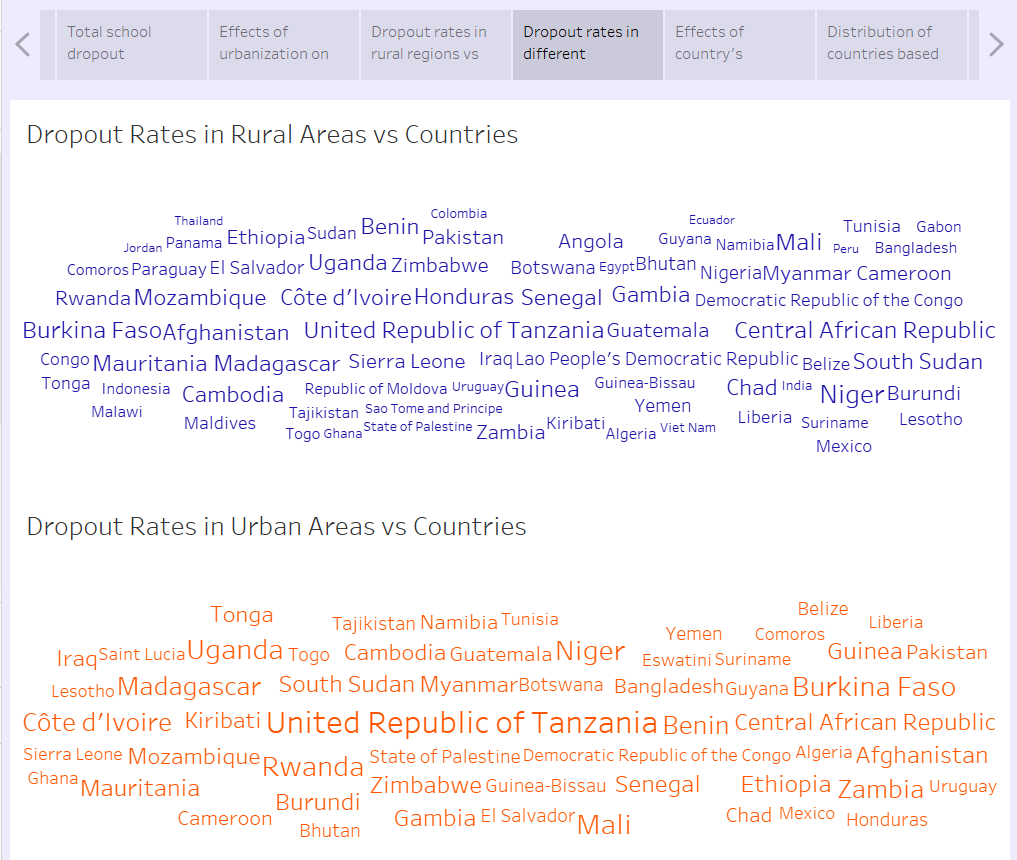 Total school
dropout
Effects of
urbanization on
Dropout rates in
rural regions vs
Dropout rates in
different
Effects of
country's
Distribution of
countries based
Dropout Rates in Rural Areas vs Countries
Thailand Colombia Ecuador
Jordan Panama Ethiopia Sudan Benin Pakistan Angola Guyana Namibia Mali Peru Tunisia Gabon Bangladesh
Comoros Paraguay El Salvador Uganda Zimbabwe Botswana Egypt Bhutan Nigeria Myanmar Cameroon
Rwanda Mozambique Côte d'Ivoire Honduras Senegal Gambia Democratic Republic of the Congo
Burkina Faso Afghanistan United Republic of Tanzania Guatemala Central African Republic
Congo Mauritania Madagascar Sierra Leone Iraq Lao People's Democratic Republic Belize South Sudan
Tonga Indonesia Cambodia Republic of Moldova Uruguay Guinea Guinea-Bissau Chad India Niger Burundi
Malawi Maldives Tajikistan Sao Tome and Principe Yemen Liberia Suriname Lesotho
Togo Ghana State of Palestine Zambia Kiribati Algeria Viet Nam
Mexico
Dropout Rates in Urban Areas vs Countries
Tonga Tajikistan Namibia Tunisia Belize Liberia
Yemen Comoros
Iraq Saint Lucia Uganda Togo Cambodia Guatemala Niger Eswatini Suriname Guinea Pakistan
Lesotho Madagascar South Sudan Myanmar Botswana Bangladesh Guyana Burkina Faso
Côte d'Ivoire Kiribati United Republic of Tanzania Benin Central African Republic
Sierra Leone Mozambique Rwanda State of Palestine Democratic Republic of the Congo Algeria Afghanistan
Ghana Mauritania Zimbabwe Guinea-Bissau Senegal Ethiopia Zambia Uruguay
Burundi
Cameroon Bhutan Gambia El Salvador Mali Chad Mexico Honduras